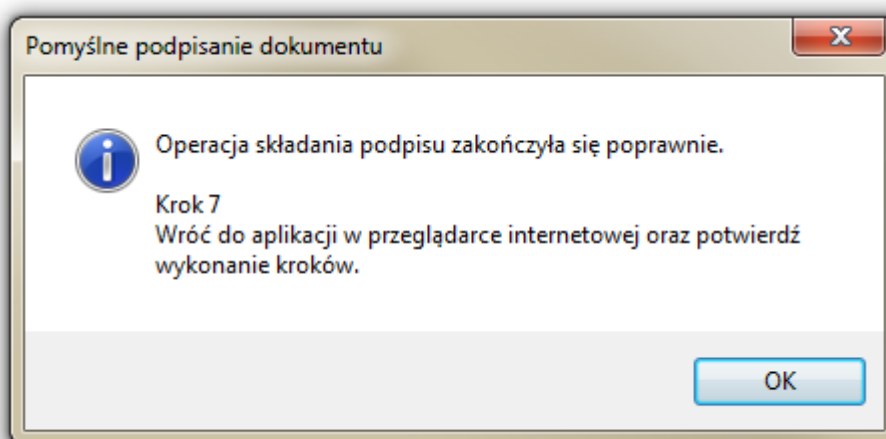 Pomyślne podpisanie dokumentu
Operacja składania podpisu zakończyła się poprawnie.
Krok 7
Wróć do aplikacji w przeglądarce internetowej oraz potwierdź
wykonanie kroków.
OK